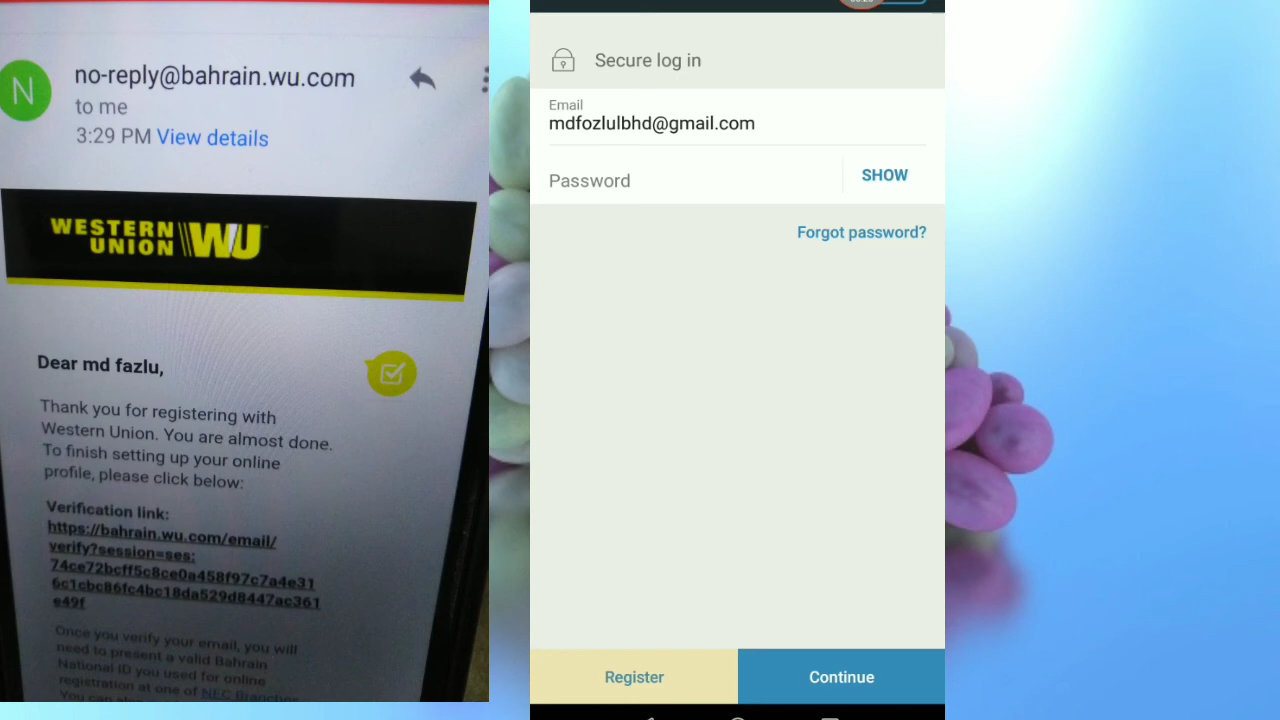 N
no-reply@bahrain.wu.com
to me
3:29 PM View details
WESTERN
UNION WU
Dear md fazlu,
Thank you for registering with
Western Union. You are almost done.
To finish setting up your online
profile, please click below:
Verification link:
https://bahrain.wu.com/email/
verify?session=ses:
74ce72bcff5c8ce0a458f97c7a4e31
6c1cbc86fc4bc18da529d8447ac361
e49f
Once you verify your email, you will
need to present a valid Bahrain
National ID you used for online
registration at one of NEC Branches
You can also
Secure log in
Email
mdfozlulbhd@gmail.com
Password
SHOW
Forgot password?
Register
Continue